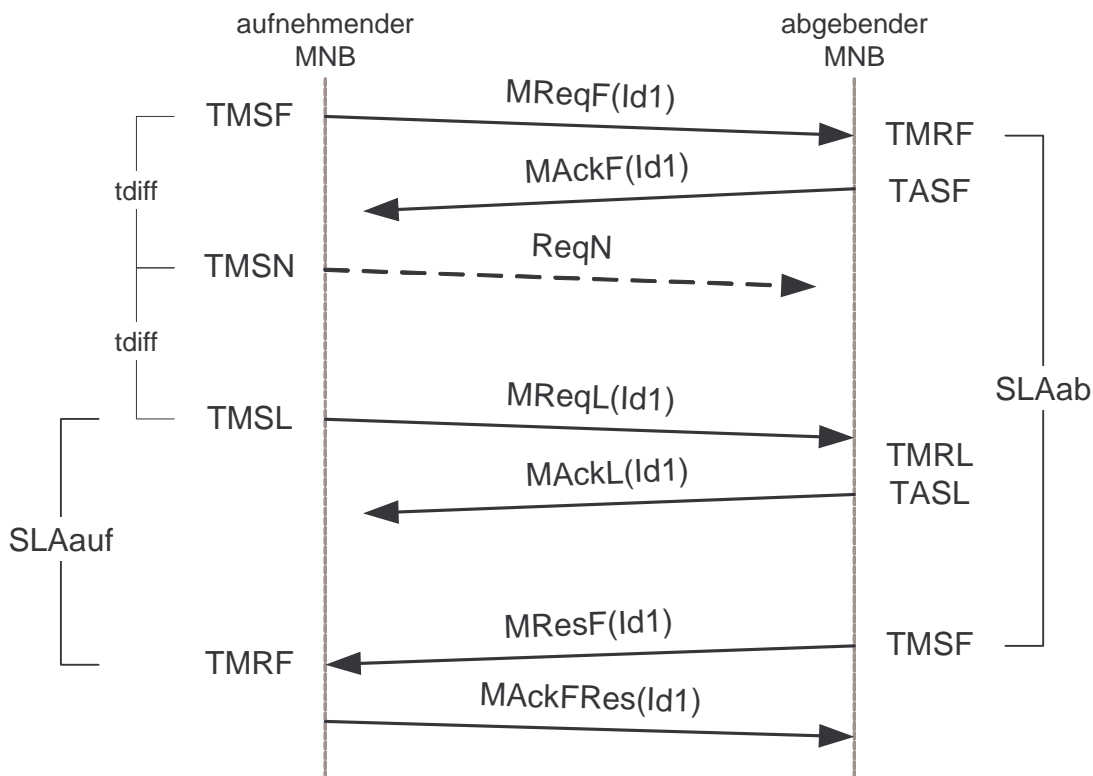 aufnehmender
MNB
abgebender
MNB
MReqF(Id1)
TMSF
TMRF
MAckF(Id1)
tdiff
TASF
ReqN
TMSN
tdiff
MReqL(Id1)
SLAab
TMSL
TMRL
MAckL(Id1)
TASL
SLAauf
MResF(Id1)
TMSF
TMRF
MAckFRes(Id1)